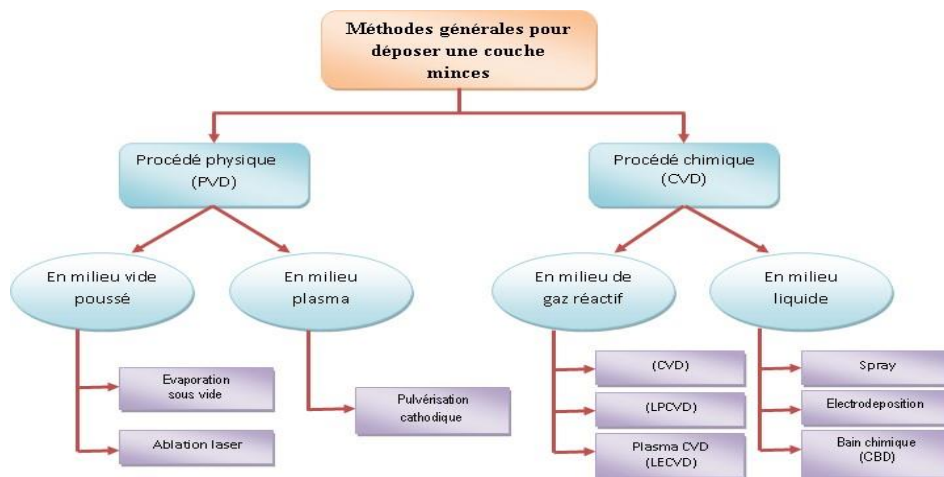 Méthodes générales pour
déposer une couche
minces
Procédé physique
(PVD)
Procédé chimique
(CVD)
En milieu vide
poussé
En milieu
plasma
En milieu de
gaz réactif
En milieu
liquide
Evaporation
sous vide
Ablation laser
Pulvérisation
cathodique
(CVD)
(LPCVD)
Plasma CVD
(LECVD)
Spray
Electrodeposition
Bain chimique
(CBD)